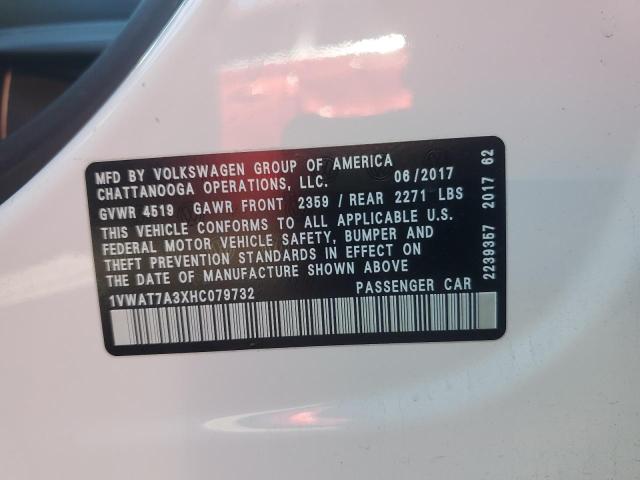 MFD BY VOLKSWAGEN GROUP OF AMERICA
CHATTANOOGA OPERATIONS, LLC. 06/2017
GVWR 4519 GAWR FRONT 2359 / REAR 2271 LBS
THIS VEHICLE CONFORMS TO ALL APPLICABLE U.S.
FEDERAL MOTOR VEHICLE SAFETY, BUMPER AND
THEFT PREVENTION STANDARDS IN EFFECT ON
THE DATE OF MANUFACTURE SHOWN ABOVE
1VWAT7A3XHC079732 PASSENGER CAR
2239357 2017 62